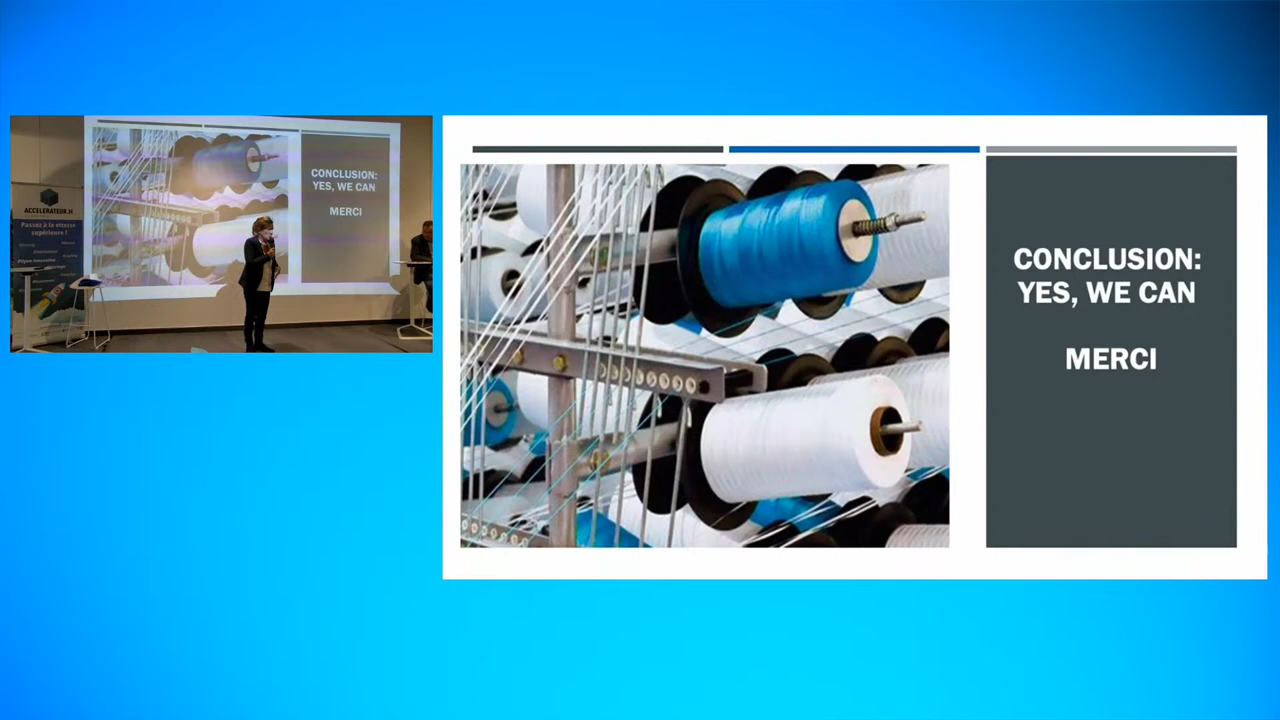 ACCELERATEUR.H
Passez à la vitesse
supérieure !
CONCLUSION:
YES, WE CAN
MERCI
CONCLUSION:
YES, WE CAN
MERCI